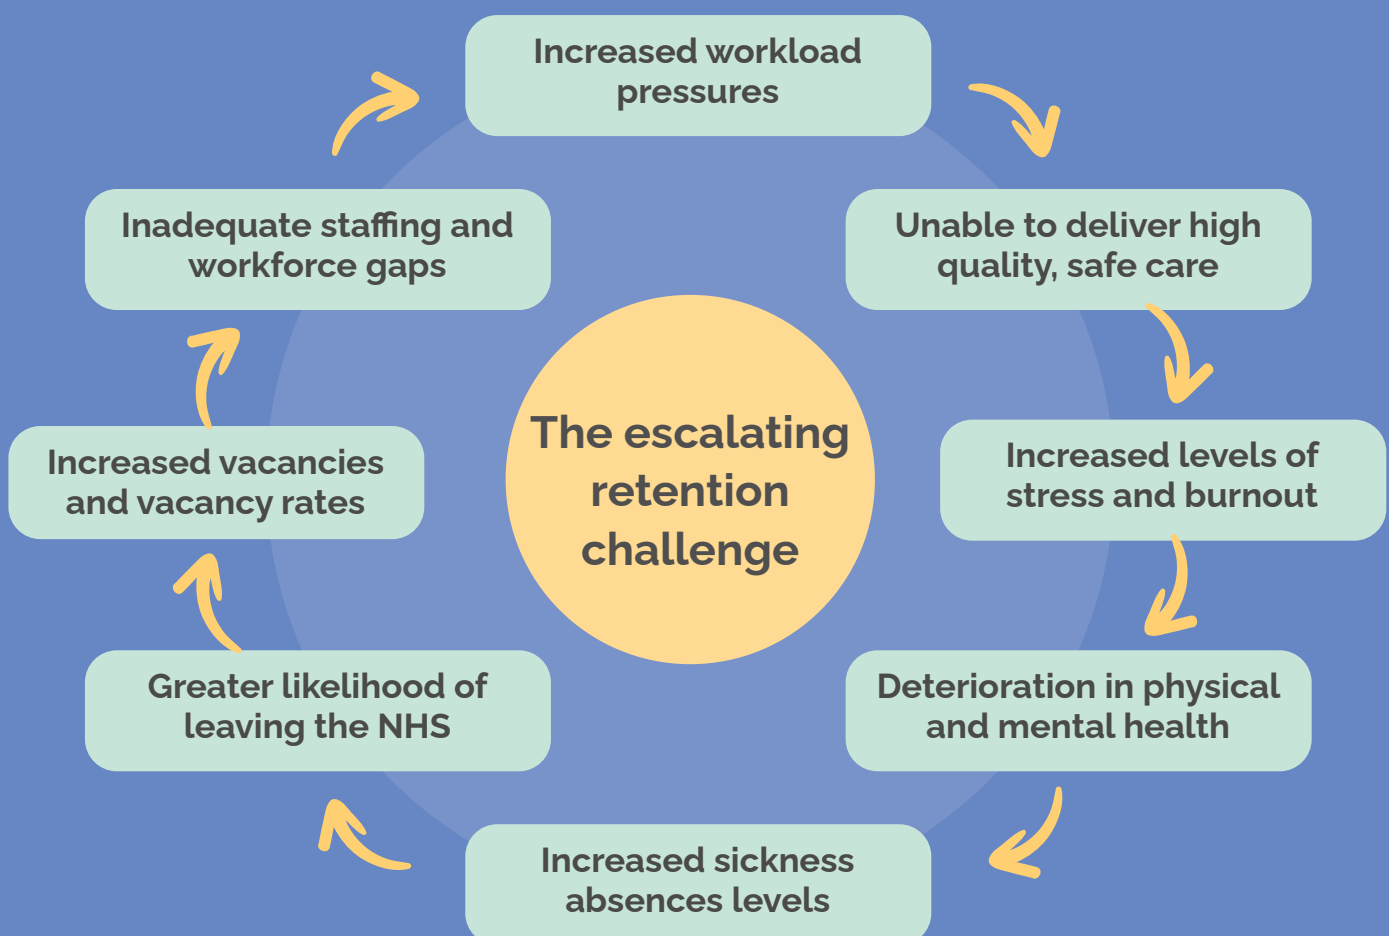 Increased workload
pressures
Unable to deliver high
quality, safe care
Increased levels of
stress and burnout
Deterioration in physical
and mental health
Increased sickness
absences levels
Greater likelihood of
leaving the NHS
Increased vacancies
and vacancy rates
Inadequate staffing and
workforce gaps
The escalating
retention
challenge